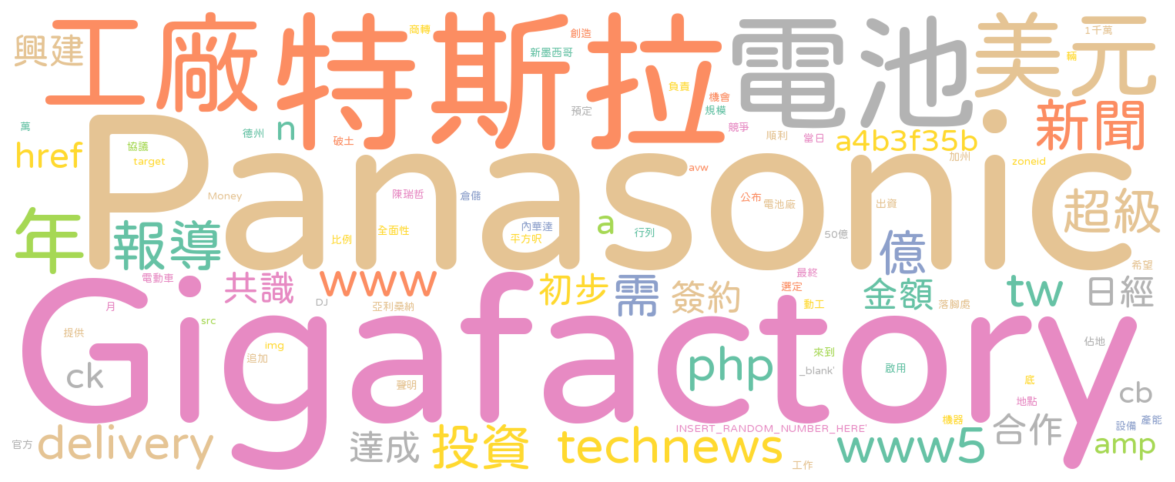 工廠 特斯拉 電池 美元
興建
鎢轉
創造
新墨西哥
1千萬
輪
負責
機會
規模
預定
新聞
萬
德州
n
破土
競爭
順利
當日
a4b3f35b
href
協議
target
加州
zoneid
Panasonic
Money
陳瑞哲
倉儲
avw
公布
電池廠
出資
超級
年
報導
比例
全面性
內華達
平方呎
a
行列
50億
億
希望
電動車
共識
www
初步
需
簽約
最終
選定
金額
tw
日經
月
DJ
亞利桑納
動工
落腳處
Gigafactory
src
提供
img
追加
ck
聲明
php
來到
_blank'
啟用
佔地
底
地點
cb
官方
delivery
達成
投資
technews
INSERT_RANDOM_NUMBER_HERE'
www5
機器
合作
設備
產能
amp
工作